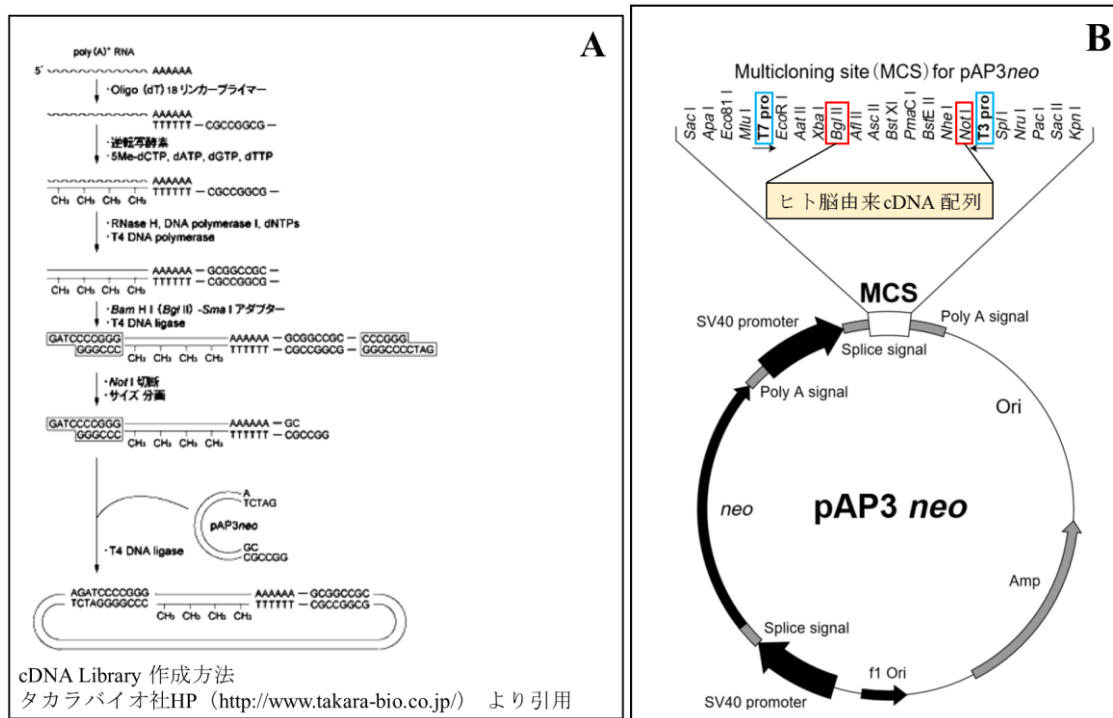 A
poly(A)+ RNA
5' AAAAAA
・Oligo (dT) 18 リンカープライマー
AAAAAA
TTTTTT — CGCCGGCG —
・逆転写酵素
・5Me-dCTP, dATP, dGTP, dTTP
AAAAAA
TTTTTT — CGCCGGCG —
CH₃ CH₃ CH₃ CH₃
・RNase H, DNA polymerase I, dNTPs
・T4 DNA polymerase
AAAAAA — GCGGCCGC —
TTTTTT — CGCCGGCG —
CH₃ CH₃ CH₃ CH₃
・Bam H I (Bgl II) -Sma I アダプター
・T4 DNA ligase
GATCCCCGGG AAAAAA — GCGGCCGC — CCCGGG
GGGCCC TTTTTT — CGCCGGCG — GGGCCCCTAG
CH₃ CH₃ CH₃ CH₃
・Not I 切断
・サイズ 分画
GATCCCCGGG AAAAAA — GC
GGGCCC TTTTTT — CGCCGG
CH₃ CH₃ CH₃ CH₃
A
TCTAG
pAP3neo
GC
CGCCGG
・T4 DNA ligase
AGATCCCCGGG AAAAAA — GCGGCCGC
TCTAGGGGCCC TTTTTT — CGCCGGCG
CH₃ CH₃ CH₃ CH₃
cDNA Library 作成方法
タカラバイオ社HP（http://www.takara-bio.co.jp/） より引用
B
Multicloning site (MCS) for pAP3neo
Sac I
Apa I
Eco81 I
Mlu I
T7 pro
EcoR I
Aat II
Xba I
Bgl II
Afl II
Asc II
Bst XI
PmaC I
BstE II
Nhe I
Not I
T3 pro
Spl I
Nru I
Pac I
Sac II
Kpn I
ヒト脳由来cDNA 配列
MCS
SV40 promoter
Poly A signal
Splice signal
Poly A signal
Ori
neo
pAP3 neo
Amp
Splice signal
f1 Ori
SV40 promoter